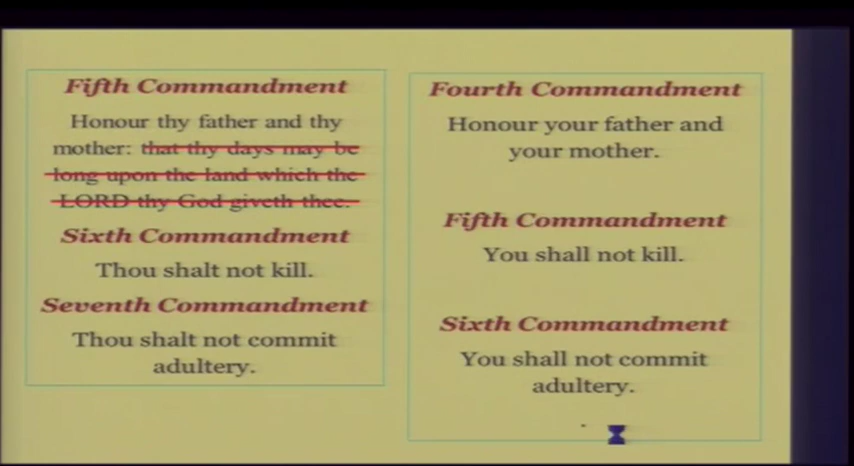 Fifth Commandment
Honour thy father and thy
mother: that thy days may be
long upon the land which the
LORD thy God giveth thee.
Sixth Commandment
Thou shalt not kill.
Seventh Commandment
Thou shalt not commit
adultery.
Fourth Commandment
Honour your father and
your mother.
Fifth Commandment
You shall not kill.
Sixth Commandment
You shall not commit
adultery.